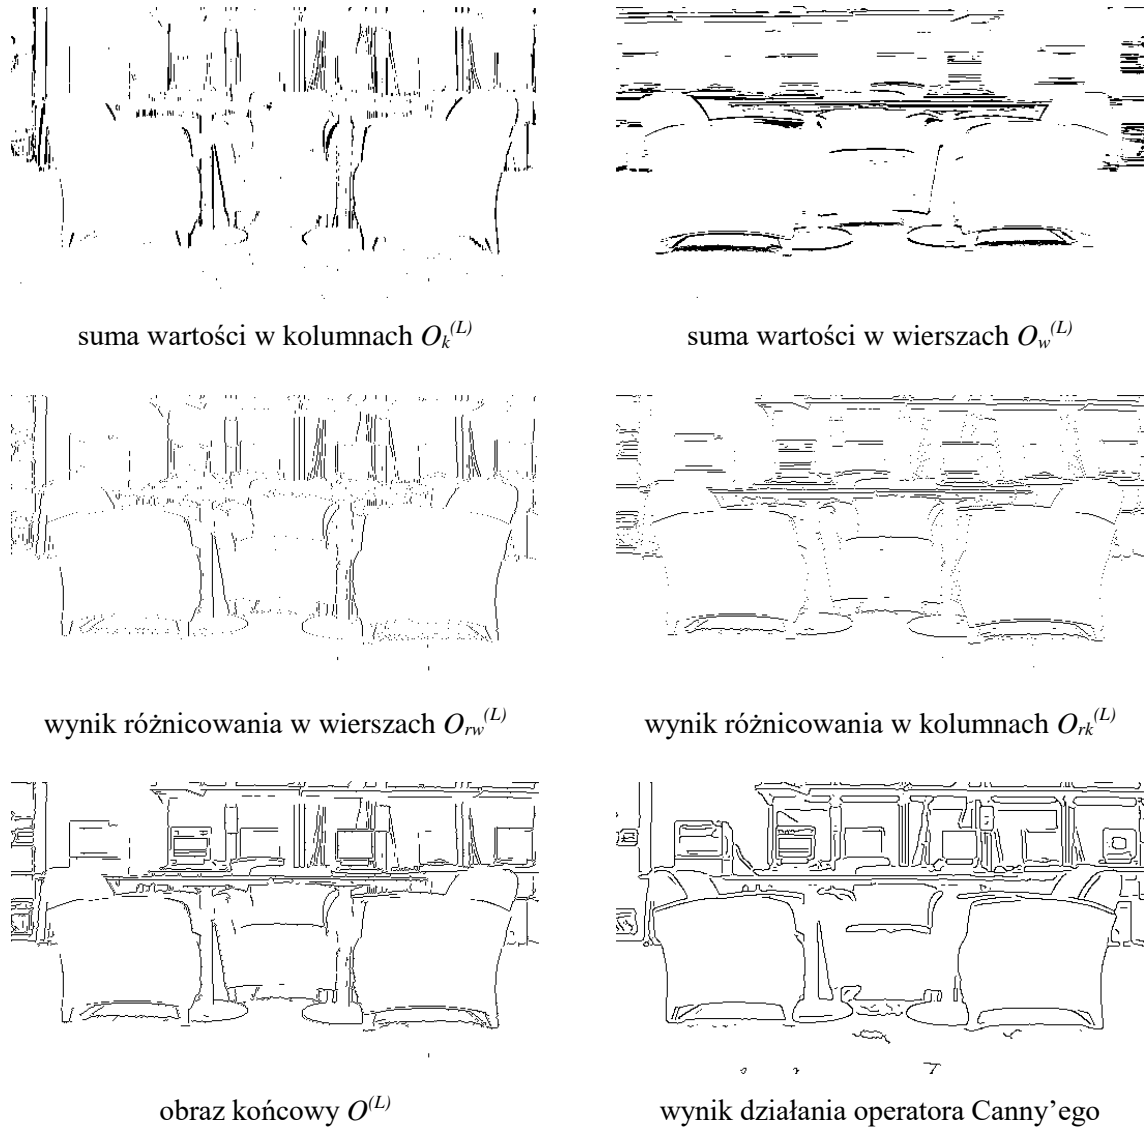 suma wartości w kolumnach Oₖ⁽ᴸ⁾
suma wartości w wierszach O_w⁽ᴸ⁾
wynik różnicowania w wierszach O_rw⁽ᴸ⁾
wynik różnicowania w kolumnach O_rk⁽ᴸ⁾
obraz końcowy O⁽ᴸ⁾
wynik działania operatora Canny’ego